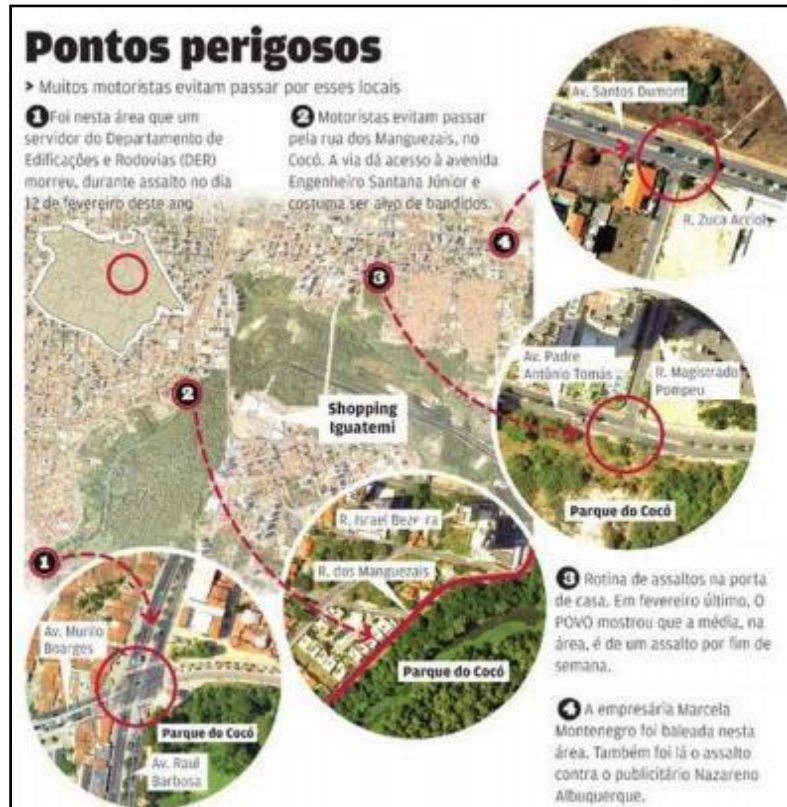 Pontos perigosos
> Muitos motoristas evitam passar por esses locais
1 Foi nesta área que um
servidor do Departamento de
Edificações e Rodovias (DER)
morreu, durante assalto no dia
12 de fevereiro deste ano
2 Motoristas evitam passar
pela rua dos Manguezais, no
Cocó. A via dá acesso à avenida
Engenheiro Santana Júnior e
costuma ser alvo de bandidos.
Av. Santos Dumont
R. Zuca Accioly
4
3
2
1
Shopping
Iguatemi
Av. Padre
Antônio Tomás
R. Magistrado
Pompeu
Parque do Cocó
R. Israel Bezerra
R. dos Manguezais
Parque do Cocó
Av. Murilo
Boarges
Parque do Cocó
Av. Raul
Barbosa
3 Rotina de assaltos na porta
de casa. Em fevereiro último, O
POVO mostrou que a média, na
área, é de um assalto por fim de
semana.
4 A empresária Marcela
Montenegro foi baleada nesta
área. Também foi lá o assalto
contra o publicitário Nazareno
Albuquerque.